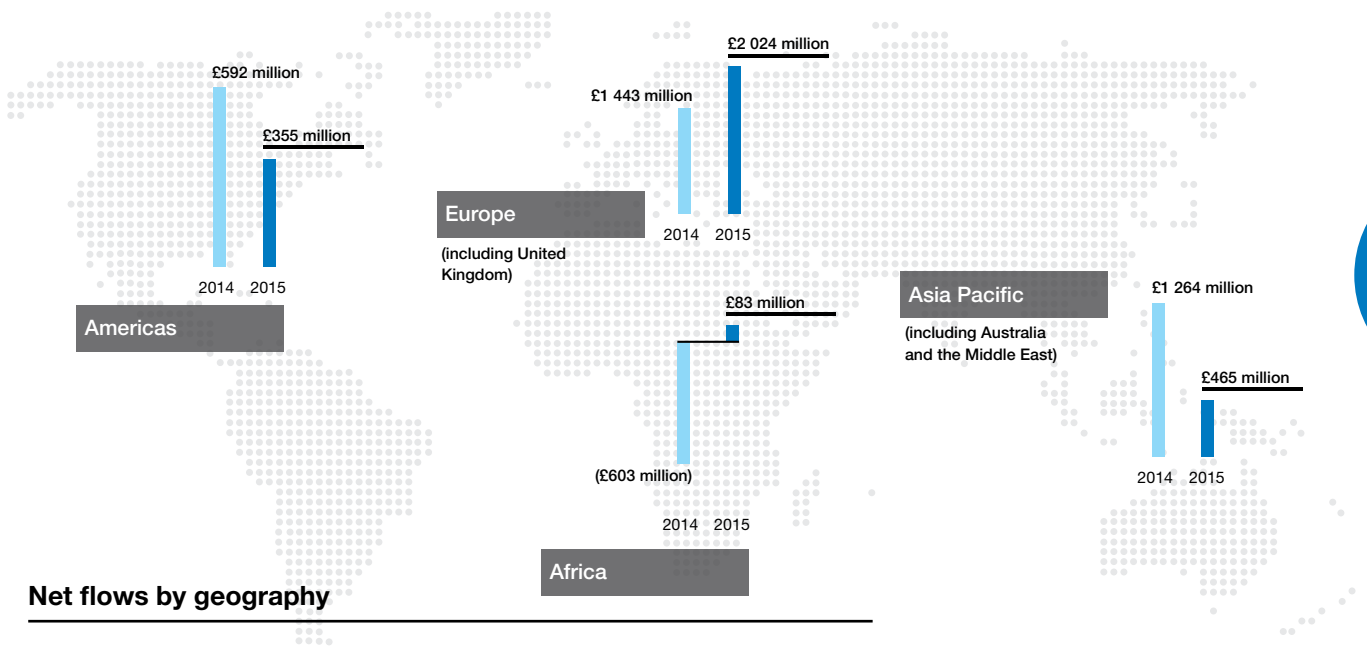 £592 million
£355 million
2014 2015
Americas
£2 024 million
£1 443 million
2014 2015
Europe
(including United
Kingdom)
£83 million
(£603 million)
2014 2015
Africa
£1 264 million
£465 million
2014 2015
Asia Pacific
(including Australia
and the Middle East)
Net flows by geography